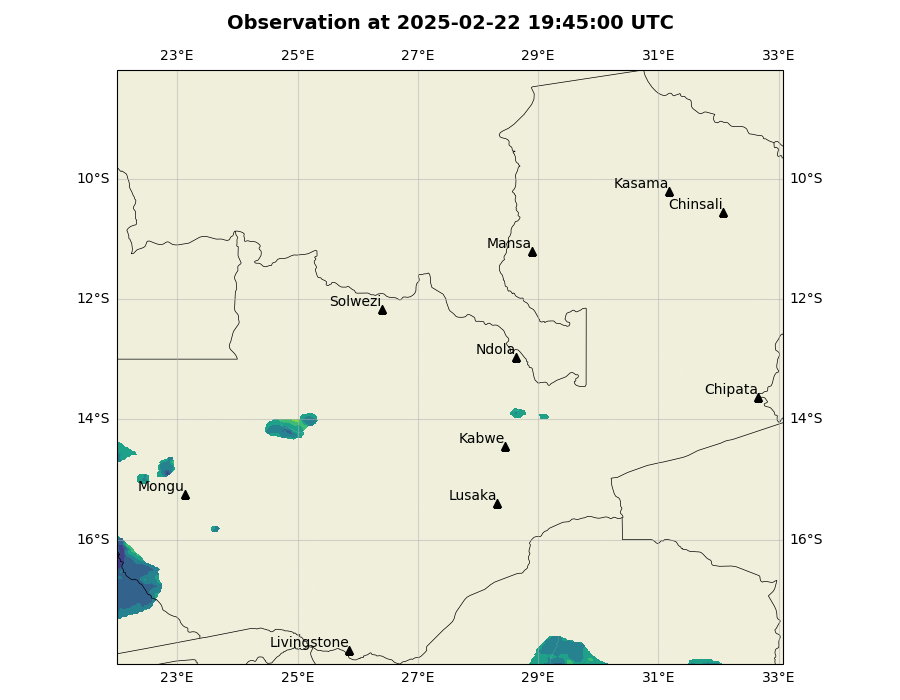 Observation at 2025-02-22 19:45:00 UTC
23°E 25°E 27°E 29°E 31°E 33°E
10°S 10°S
Kasama
Chinsali
Mansa
12°S 12°S
Solwezi
Ndola
Chipata
14°S 14°S
Kabwe
Mongu
Lusaka
16°S 16°S
Livingstone
23°E 25°E 27°E 29°E 31°E 33°E